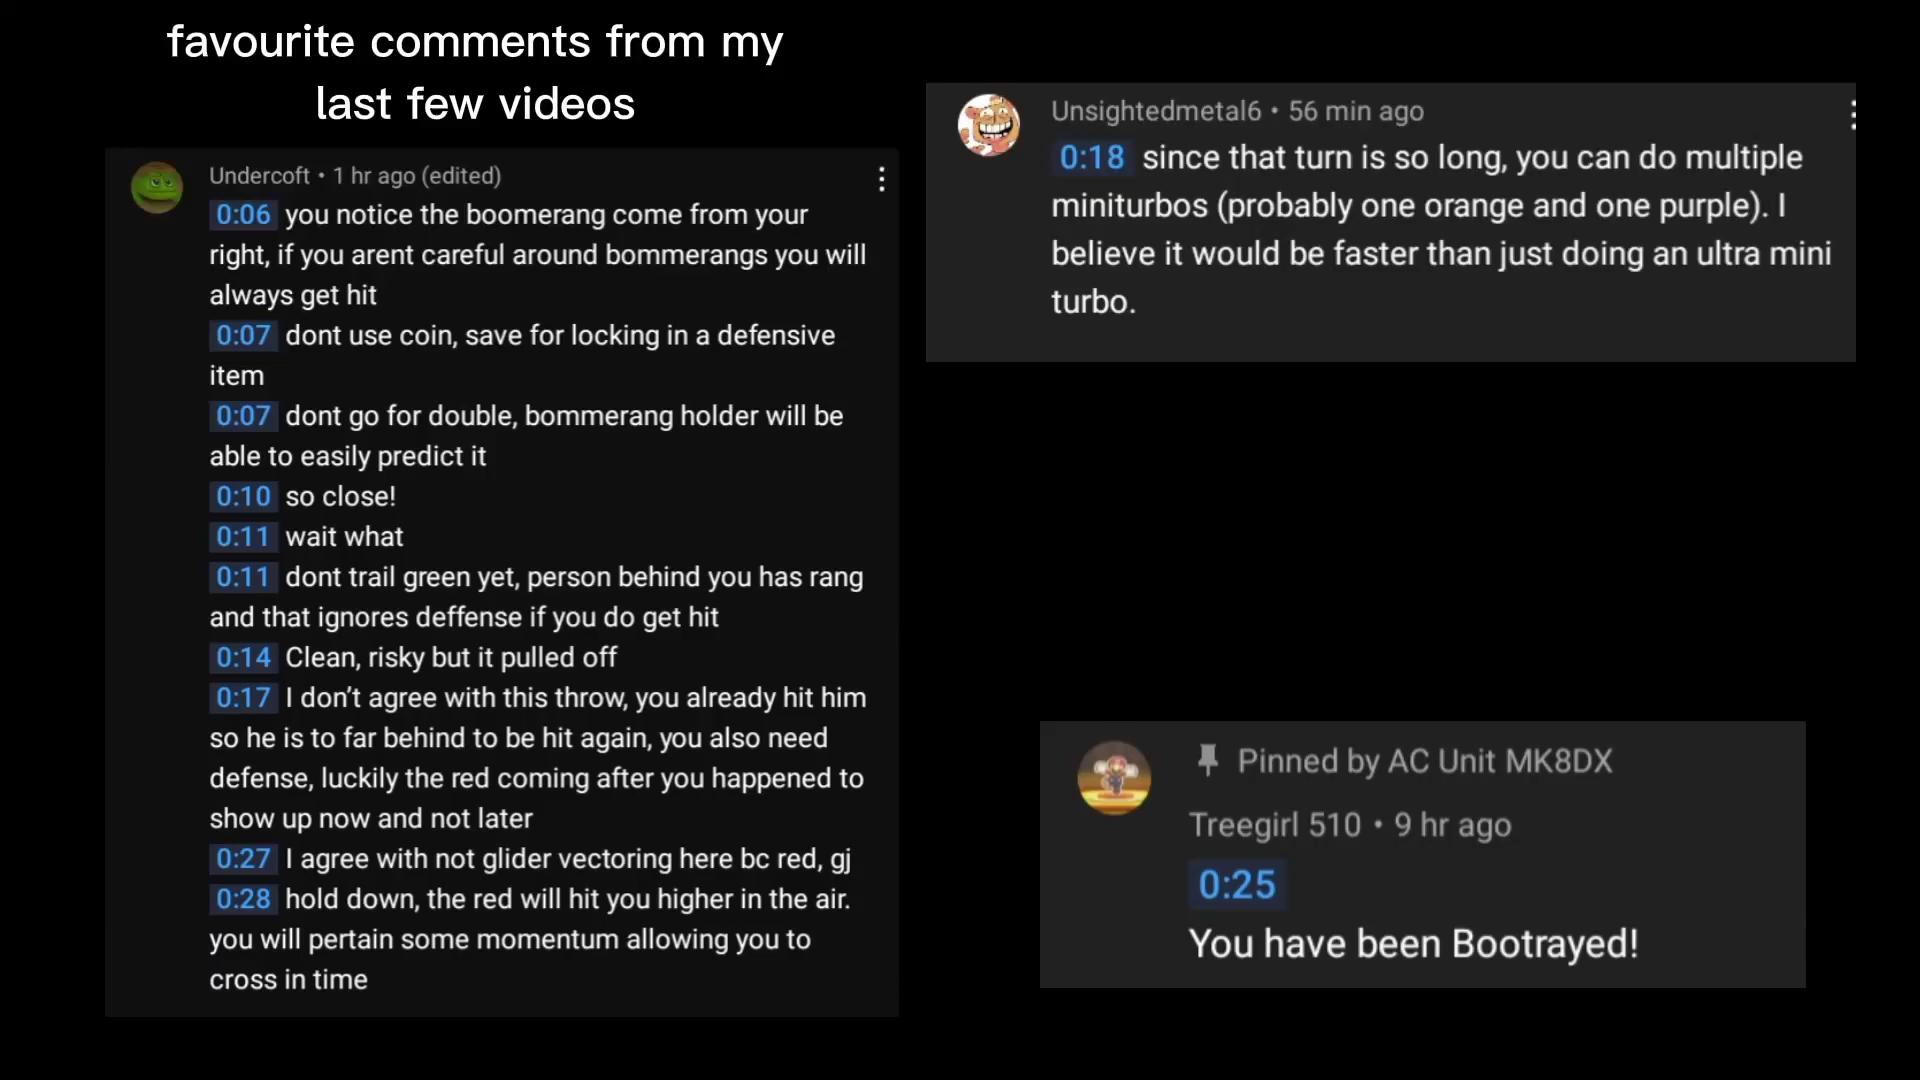 favourite comments from my
last few videos
Undercoft • 1 hr ago (edited)
0:06 you notice the boomerang come from your
right, if you arent careful around bommerangs you will
always get hit
0:07 dont use coin, save for locking in a defensive
item
0:07 dont go for double, bommerang holder will be
able to easily predict it
0:10 so close!
0:11 wait what
0:11 dont trail green yet, person behind you has rang
and that ignores deffense if you do get hit
0:14 Clean, risky but it pulled off
0:17 I don’t agree with this throw, you already hit him
so he is to far behind to be hit again, you also need
defense, luckily the red coming after you happened to
show up now and not later
0:27 I agree with not glider vectoring here bc red, gj
0:28 hold down, the red will hit you higher in the air.
you will pertain some momentum allowing you to
cross in time
Unsightedmetal6 • 56 min ago
0:18 since that turn is so long, you can do multiple
miniturbos (probably one orange and one purple). I
believe it would be faster than just doing an ultra mini
turbo.
Pinned by AC Unit MK8DX
Treegirl 510 • 9 hr ago
0:25
You have been Bootrayed!